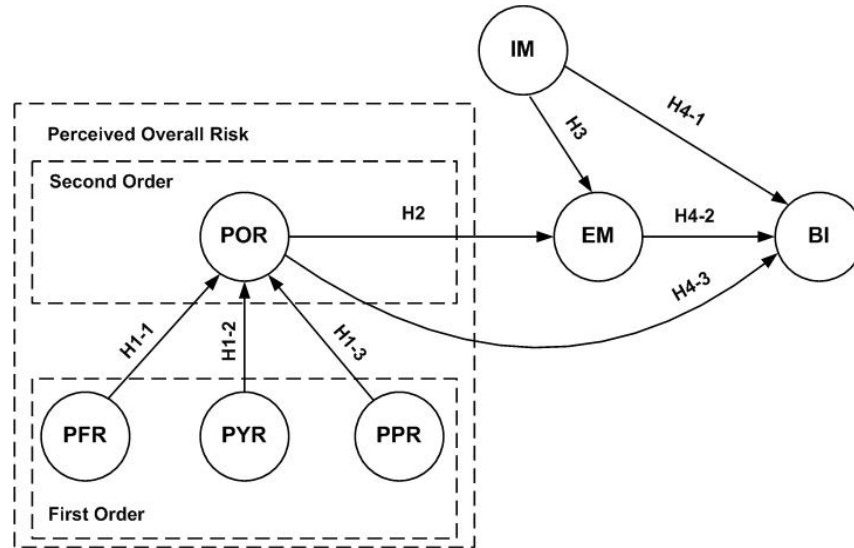 IM
H4-1
H3
Perceived Overall Risk
Second Order
POR
H2
EM
H4-2
BI
H4-3
H1-1
H1-2
H1-3
PFR
PYR
PPR
First Order